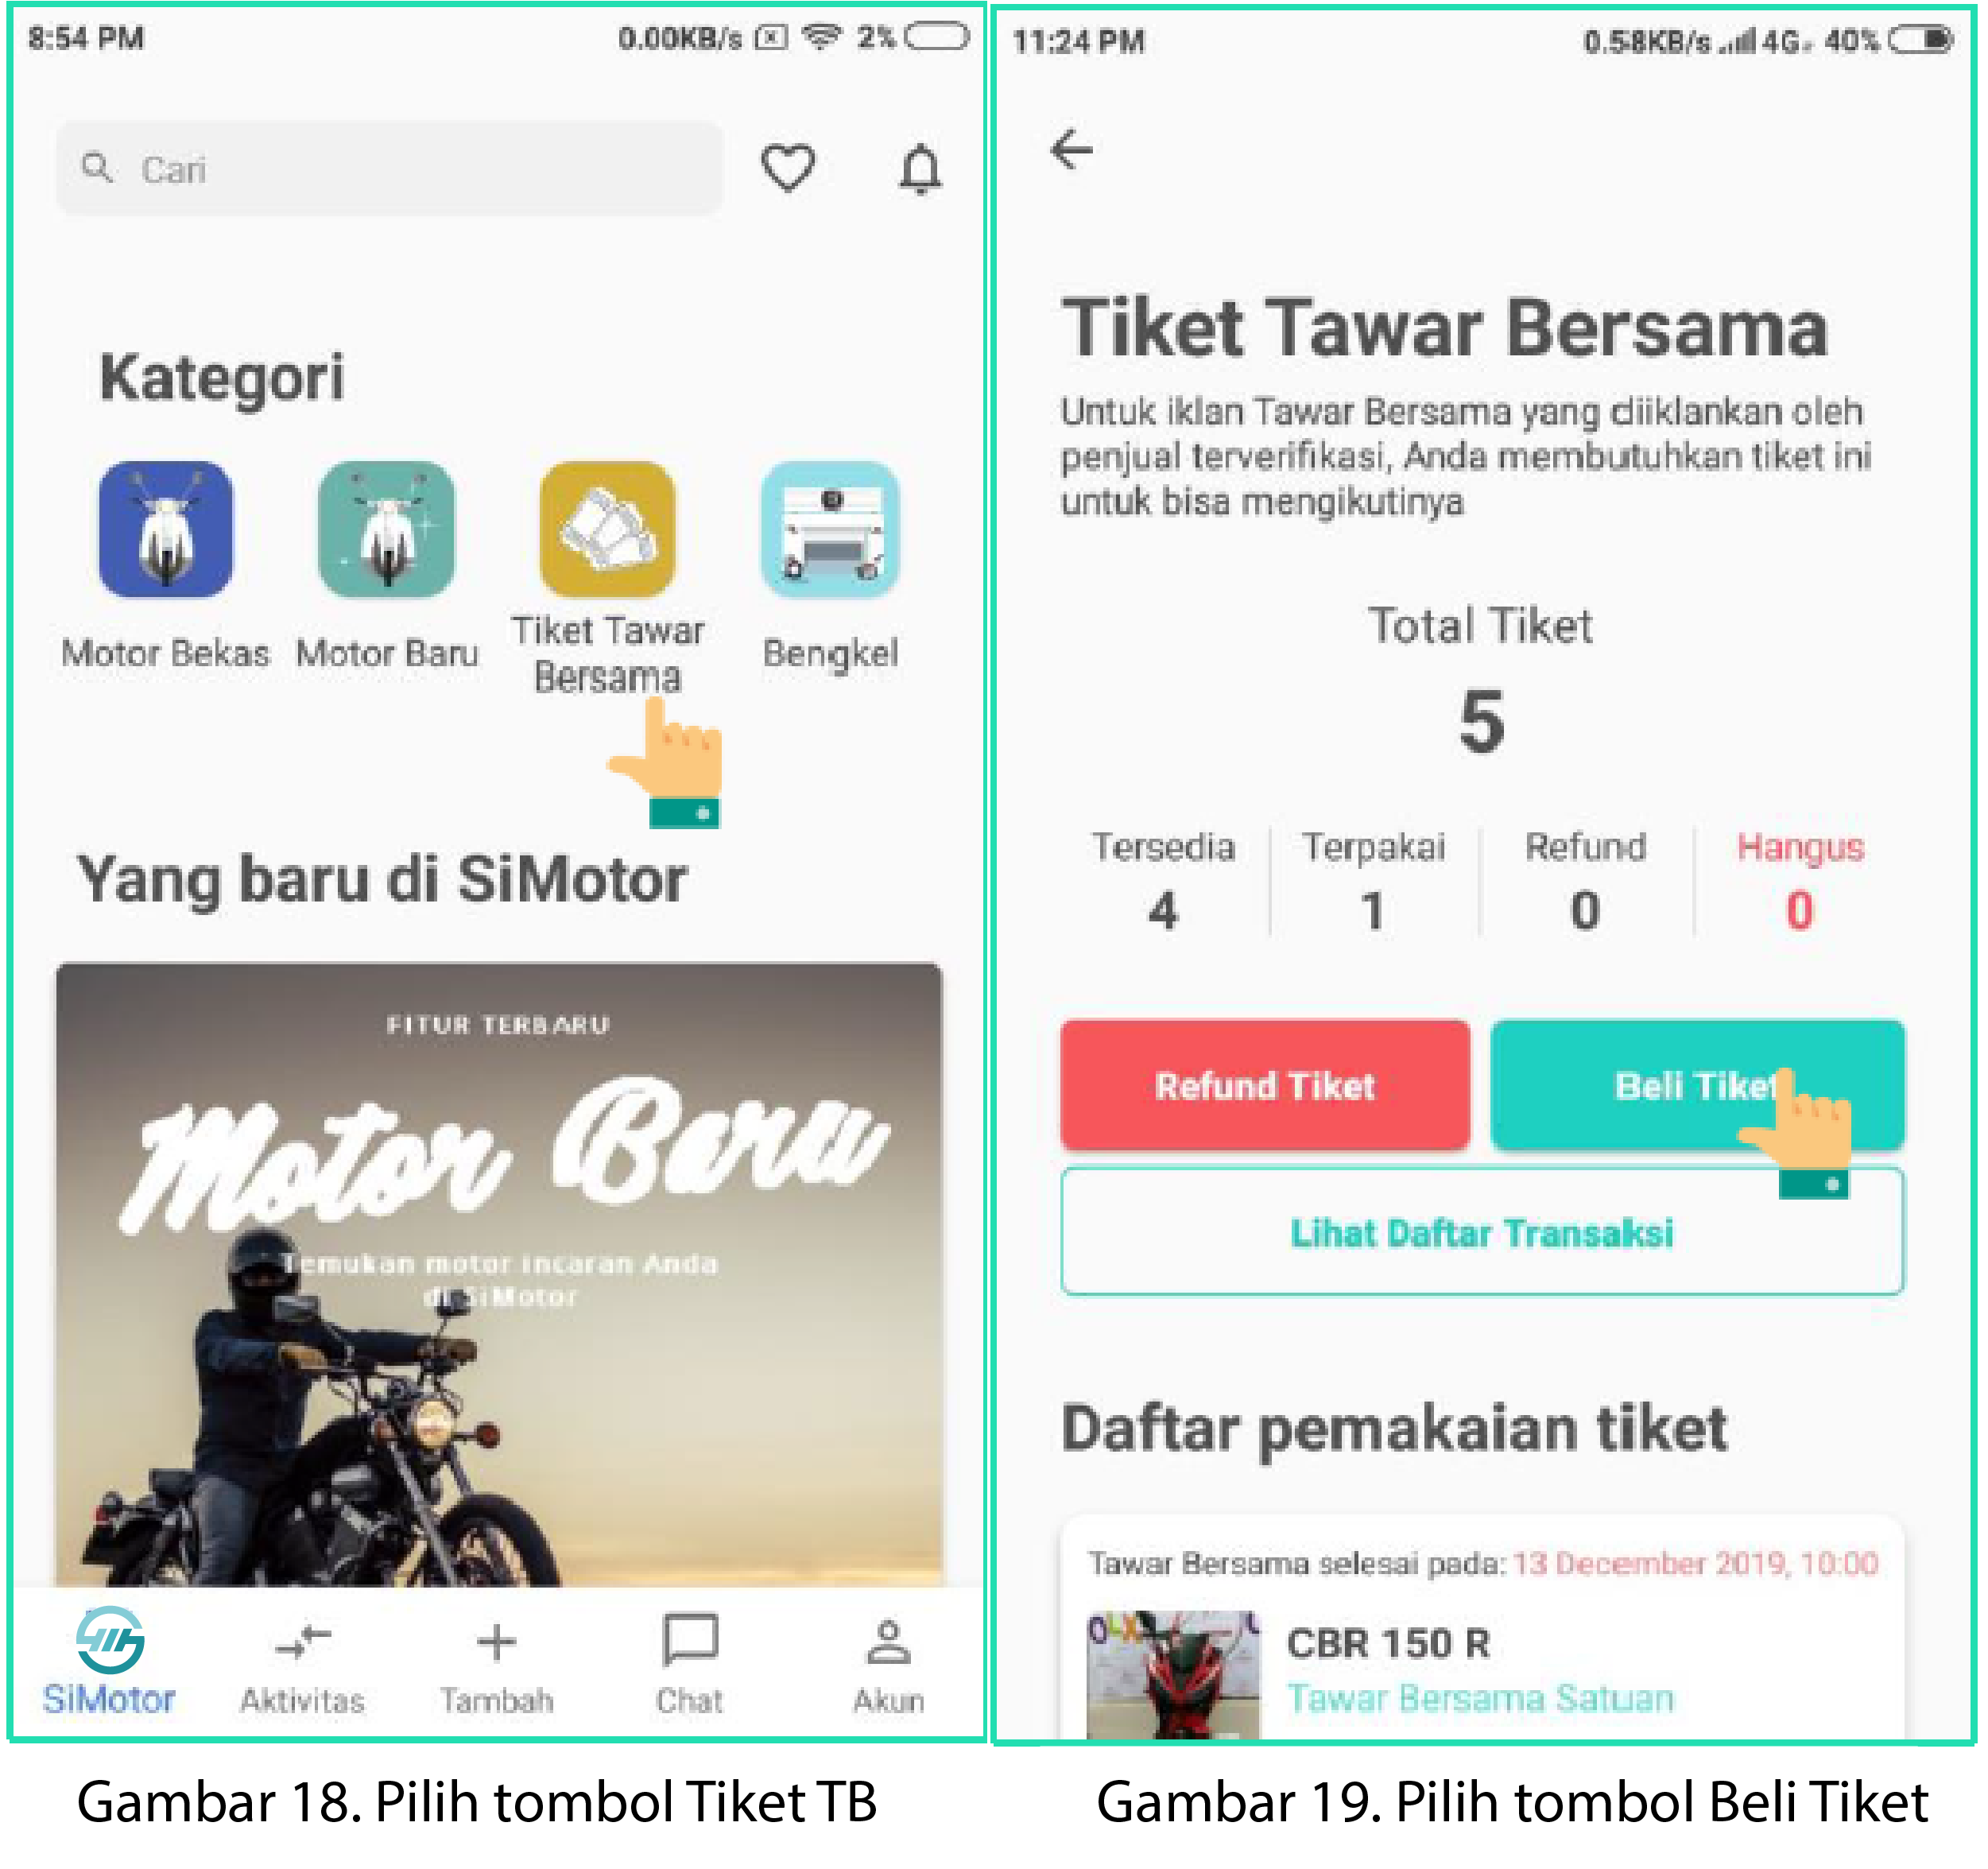 8:54 PM
0.00KB/s 2%
Cari
Kategori
Motor Bekas
Motor Baru
Tiket Tawar
Bersama
Bengkel
Yang baru di SiMotor
FITUR TERBARU
Motor Baru
Temukan motor incaran Anda
di SiMotor
SiMotor
Aktivitas
Tambah
Chat
Akun
Gambar 18. Pilih tombol Tiket TB
11:24 PM
0.58KB/s 4G 40%
Tiket Tawar Bersama
Untuk iklan Tawar Bersama yang diiklankan oleh
penjual terverifikasi, Anda membutuhkan tiket ini
untuk bisa mengikutinya
Total Tiket
5
Tersedia
4
Terpakai
1
Refund
0
Hangus
0
Refund Tiket
Beli Tiket
Lihat Daftar Transaksi
Daftar pemakaian tiket
Tawar Bersama selesai pada: 13 December 2019, 10:00
OLX
CBR 150 R
Tawar Bersama Satuan
Gambar 19. Pilih tombol Beli Tiket